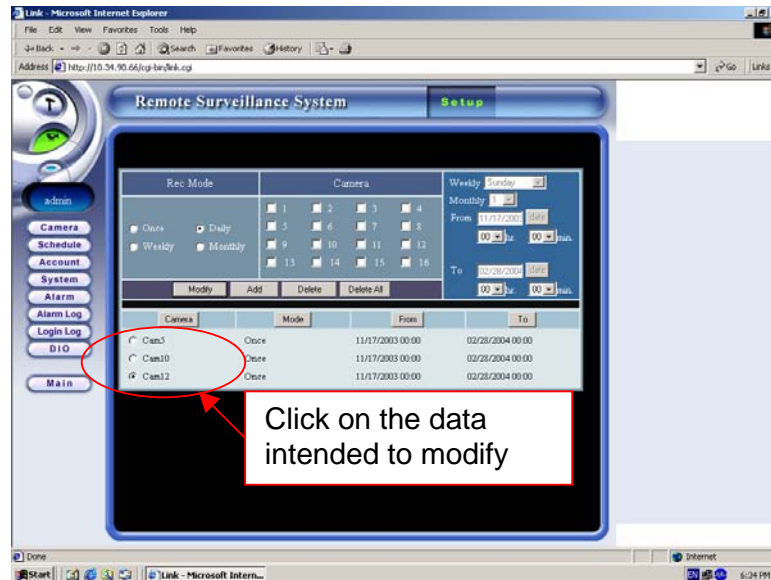 Link - Microsoft Internet Explorer
File Edit View Favorites Tools Help
Back Search Favorites History
Address http://10.34.90.66/cgi-bin/link.cgi Go Links
Remote Surveillance System Setup
admin
Camera
Schedule
Account
System
Alarm
Alarm Log
Login Log
DIO
Main
Rec Mode Camera
Once Daily
Weekly Monthly
1 2 3 4
5 6 7 8
9 10 11 12
13 14 15 16
Weekly Sunday
Monthly 1
From 11/17/2003 date
00 hr. 00 min.
To 02/28/2004 date
00 hr. 00 min.
Modify Add Delete Delete All
Camera Mode From To
Cam5 Once 11/17/2003 00:00 02/28/2004 00:00
Cam10 Once 11/17/2003 00:00 02/28/2004 00:00
Cam12 Once 11/17/2003 00:00 02/28/2004 00:00
Click on the data
intended to modify
Done Internet
Start Link - Microsoft Intern... EN 6:24 PM